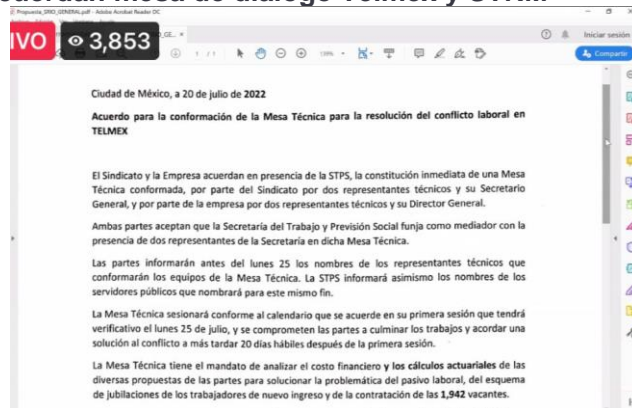 Propuesta_SRIO_GENERAL.pdf - Adobe Acrobat Reader DC
IVO 3,853
GE... ×
Iniciar sesión
1 / 1
Compartir
Ciudad de México, a 20 de julio de 2022
Acuerdo para la conformación de la Mesa Técnica para la resolución del conflicto laboral en
TELMEX
El Sindicato y la Empresa acuerdan en presencia de la STPS, la constitución inmediata de una Mesa
Técnica conformada, por parte del Sindicato por dos representantes técnicos y su Secretario
General, y por parte de la empresa por dos representantes técnicos y su Director General.
Ambas partes aceptan que la Secretaría del Trabajo y Previsión Social funja como mediador con la
presencia de dos representantes de la Secretaría en dicha Mesa Técnica.
Las partes informarán antes del lunes 25 los nombres de los representantes técnicos que
conformarán los equipos de la Mesa Técnica. La STPS informará asimismo los nombres de los
servidores públicos que nombrará para este mismo fin.
La Mesa Técnica sesionará conforme al calendario que se acuerde en su primera sesión que tendrá
verificativo el lunes 25 de julio, y se comprometen las partes a culminar los trabajos y acordar una
solución al conflicto a más tardar 20 días hábiles después de la primera sesión.
La Mesa Técnica tiene el mandato de analizar el costo financiero y los cálculos actuariales de las
diversas propuestas de las partes para solucionar la problemática del pasivo laboral, del esquema
de jubilaciones de los trabajadores de nuevo ingreso y de la contratación de las 1,942 vacantes.